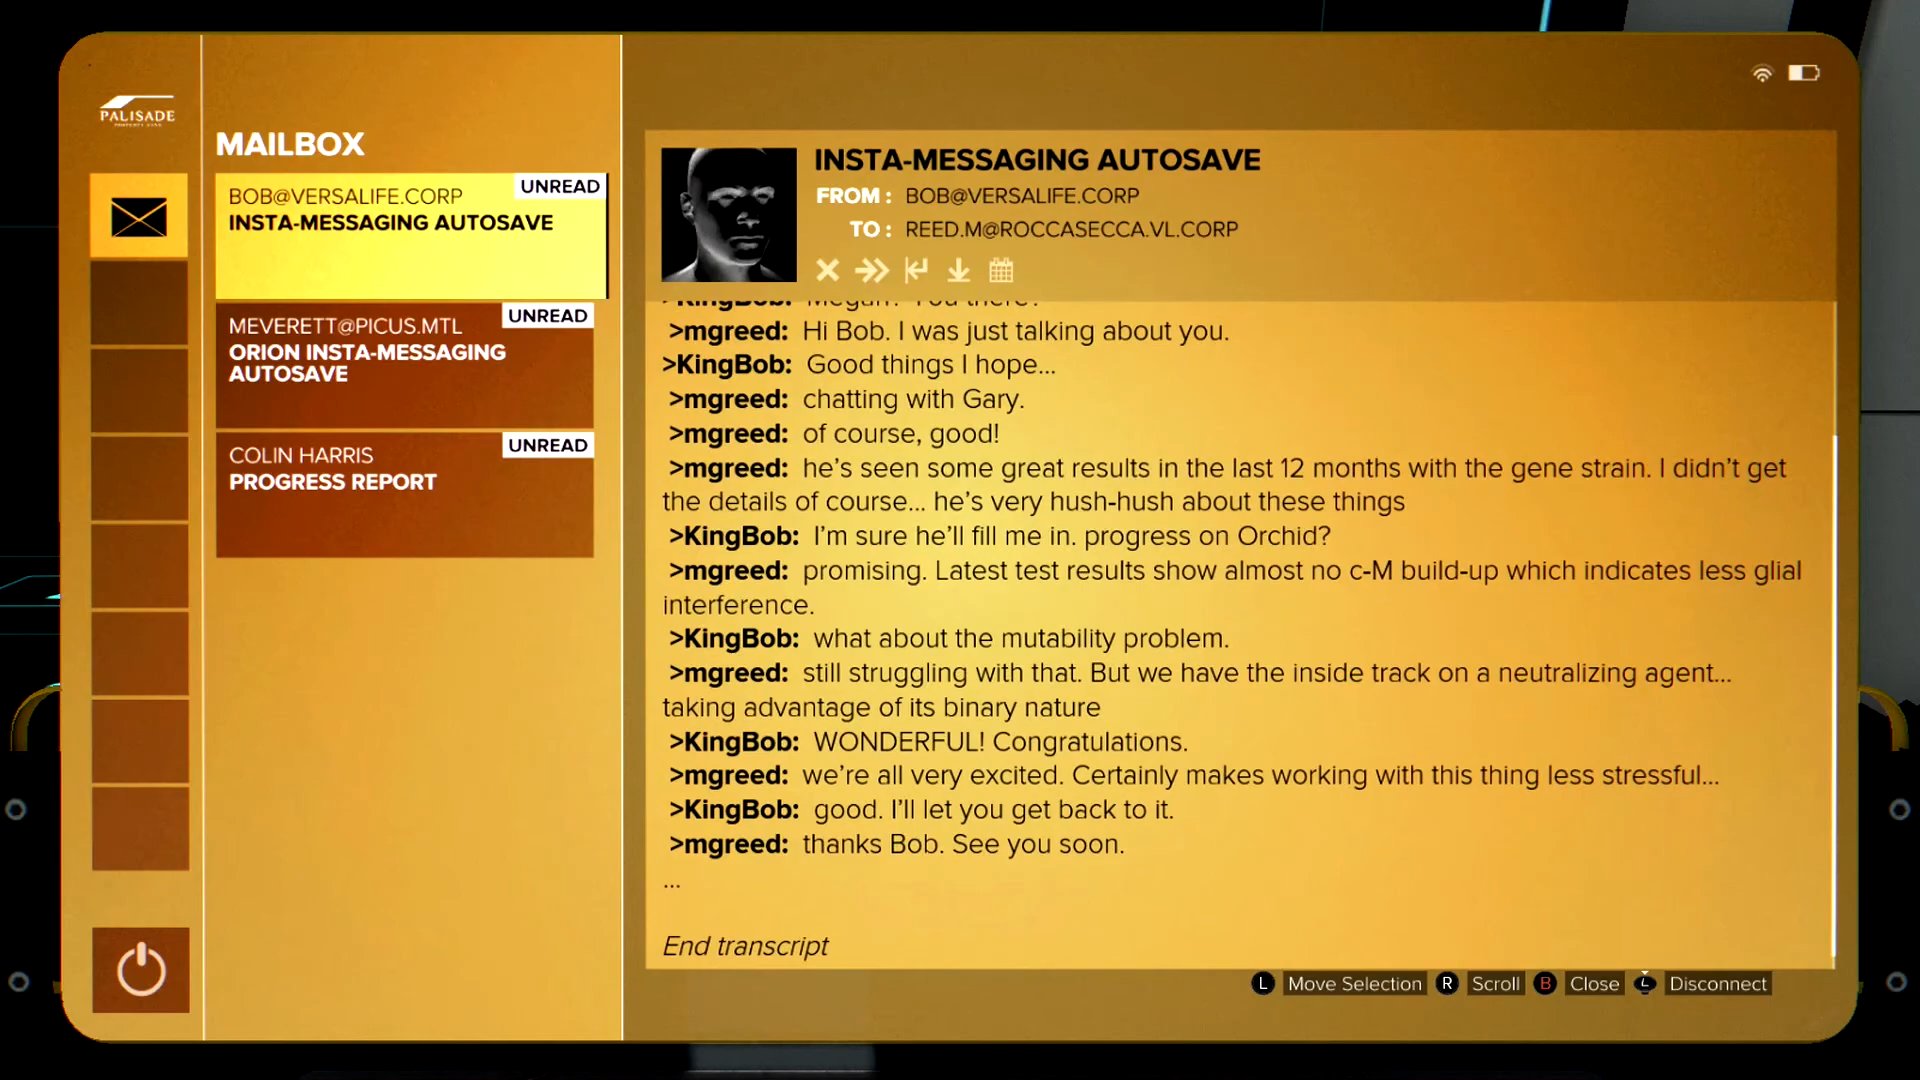 PALISADE
MAILBOX
BOB@VERSALIFE.CORP
UNREAD
INSTA-MESSAGING AUTOSAVE
MEVERETT@PICUS.MTL
UNREAD
ORION INSTA-MESSAGING
AUTOSAVE
COLIN HARRIS
UNREAD
PROGRESS REPORT
INSTA-MESSAGING AUTOSAVE
FROM : BOB@VERSALIFE.CORP
TO : REED.M@ROCCASECCA.VL.CORP
>KingBob: Megan? You there?
>mgreed: Hi Bob. I was just talking about you.
>KingBob: Good things I hope...
>mgreed: chatting with Gary.
>mgreed: of course, good!
>mgreed: he's seen some great results in the last 12 months with the gene strain. I didn't get
the details of course... he's very hush-hush about these things
>KingBob: I'm sure he'll fill me in. progress on Orchid?
>mgreed: promising. Latest test results show almost no c-M build-up which indicates less glial
interference.
>KingBob: what about the mutability problem.
>mgreed: still struggling with that. But we have the inside track on a neutralizing agent...
taking advantage of its binary nature
>KingBob: WONDERFUL! Congratulations.
>mgreed: we're all very excited. Certainly makes working with this thing less stressful...
>KingBob: good. I'll let you get back to it.
>mgreed: thanks Bob. See you soon.
...
End transcript
L Move Selection R Scroll B Close L Disconnect